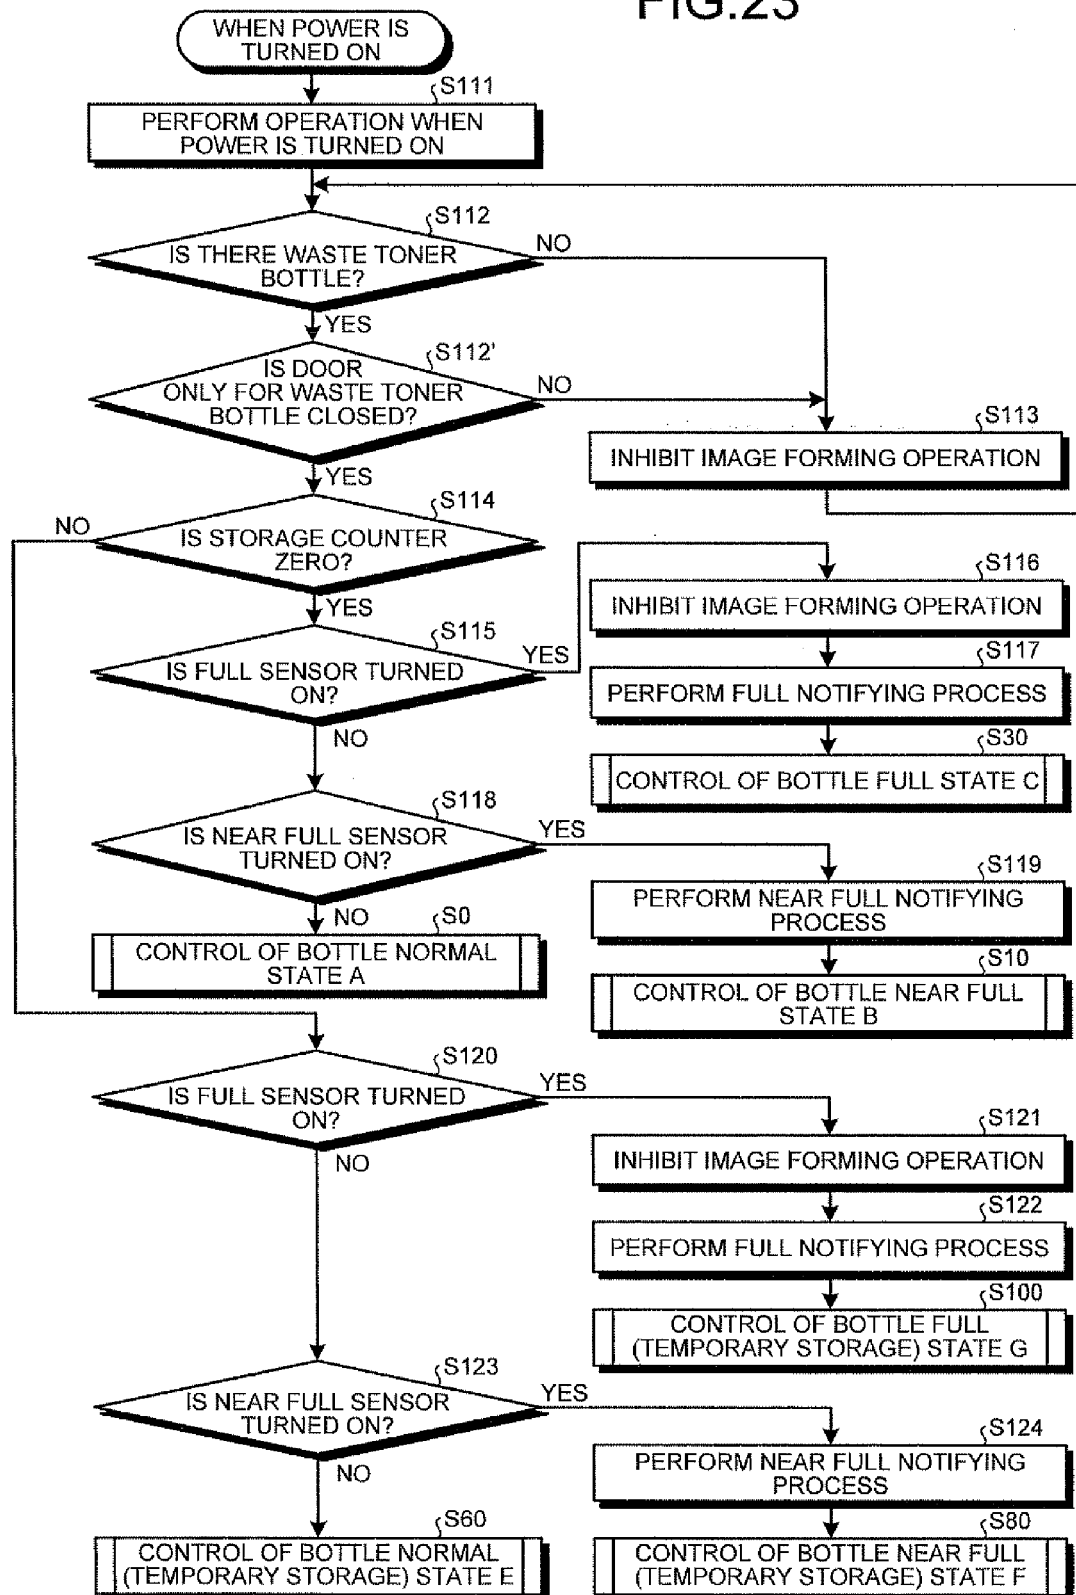 FIG.23
WHEN POWER IS
TURNED ON
S111
PERFORM OPERATION WHEN
POWER IS TURNED ON
S112
IS THERE WASTE TONER
BOTTLE?
NO
YES
S112'
IS DOOR
ONLY FOR WASTE TONER
BOTTLE CLOSED?
NO
YES
S113
INHIBIT IMAGE FORMING OPERATION
S114
IS STORAGE COUNTER
ZERO?
NO
YES
S115
IS FULL SENSOR TURNED
ON?
YES
NO
S116
INHIBIT IMAGE FORMING OPERATION
S117
PERFORM FULL NOTIFYING PROCESS
S30
CONTROL OF BOTTLE FULL STATE C
S118
IS NEAR FULL SENSOR
TURNED ON?
YES
NO
S119
PERFORM NEAR FULL NOTIFYING
PROCESS
S0
CONTROL OF BOTTLE NORMAL
STATE A
S10
CONTROL OF BOTTLE NEAR FULL
STATE B
S120
IS FULL SENSOR TURNED
ON?
YES
NO
S121
INHIBIT IMAGE FORMING OPERATION
S122
PERFORM FULL NOTIFYING PROCESS
S100
CONTROL OF BOTTLE FULL
(TEMPORARY STORAGE) STATE G
S123
IS NEAR FULL SENSOR
TURNED ON?
YES
NO
S124
PERFORM NEAR FULL NOTIFYING
PROCESS
S60
CONTROL OF BOTTLE NORMAL
(TEMPORARY STORAGE) STATE E
S80
CONTROL OF BOTTLE NEAR FULL
(TEMPORARY STORAGE) STATE F